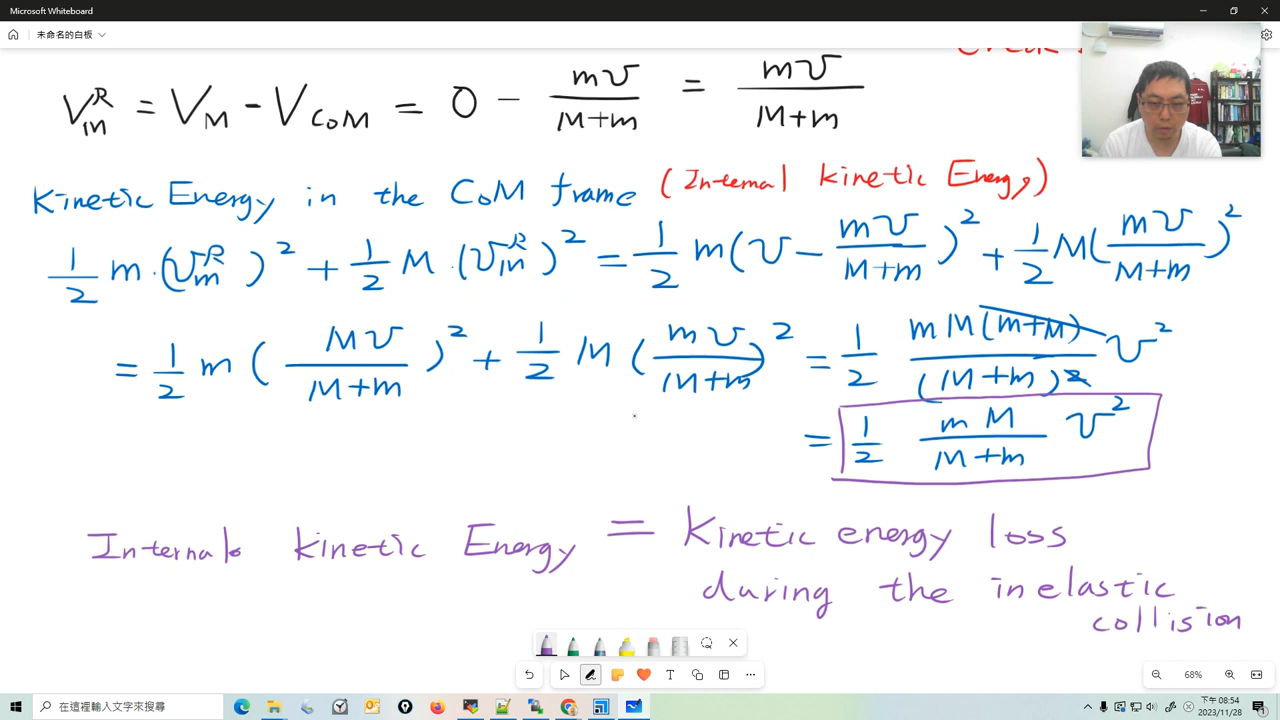 Microsoft Whiteboard
未命名的白板
V_M^R = V_M - V_CoM = 0 - mv/(M+m) = mv/(M+m)
Kinetic Energy in the CoM frame (Internal kinetic Energy)
1/2 m·(v_m^R)^2 + 1/2 M·(v_m^R)^2 = 1/2 m(v - mv/(M+m))^2 + 1/2 M(mv/(M+m))^2
= 1/2 m (Mv/(M+m))^2 + 1/2 M (mv/(M+m))^2 = 1/2 mM(m+M)/(M+m)^2 v^2
= 1/2 mM/(M+m) v^2
Internal kinetic Energy = Kinetic energy loss
during the inelastic
collision
68%
在這裡輸入文字來搜尋
下午 08:54
2023/11/28